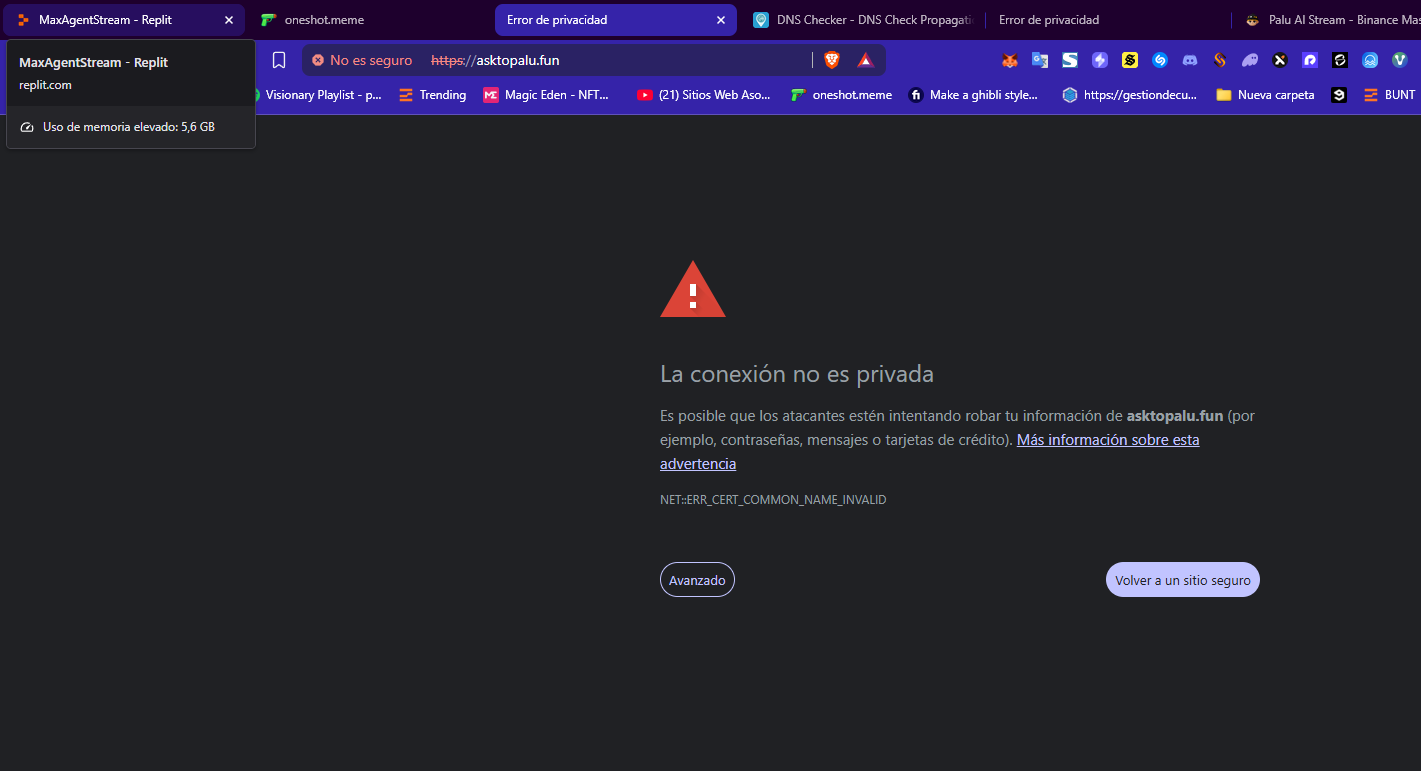 MaxAgentStream - Replit
oneshot.meme
Error de privacidad
DNS Checker - DNS Check Propagatio
Error de privacidad
Palu AI Stream - Binance Mas
MaxAgentStream - Replit
replit.com
Uso de memoria elevado: 5,6 GB
No es seguro
https://asktopalu.fun
Visionary Playlist - p...
Trending
ME
Magic Eden - NFT...
(21) Sitios Web Aso...
oneshot.meme
fi
Make a ghibli style...
https://gestiondecu...
Nueva carpeta
BUNT
La conexión no es privada
Es posible que los atacantes estén intentando robar tu información de asktopalu.fun (por
ejemplo, contraseñas, mensajes o tarjetas de crédito). Más información sobre esta
advertencia
NET::ERR_CERT_COMMON_NAME_INVALID
Avanzado
Volver a un sitio seguro